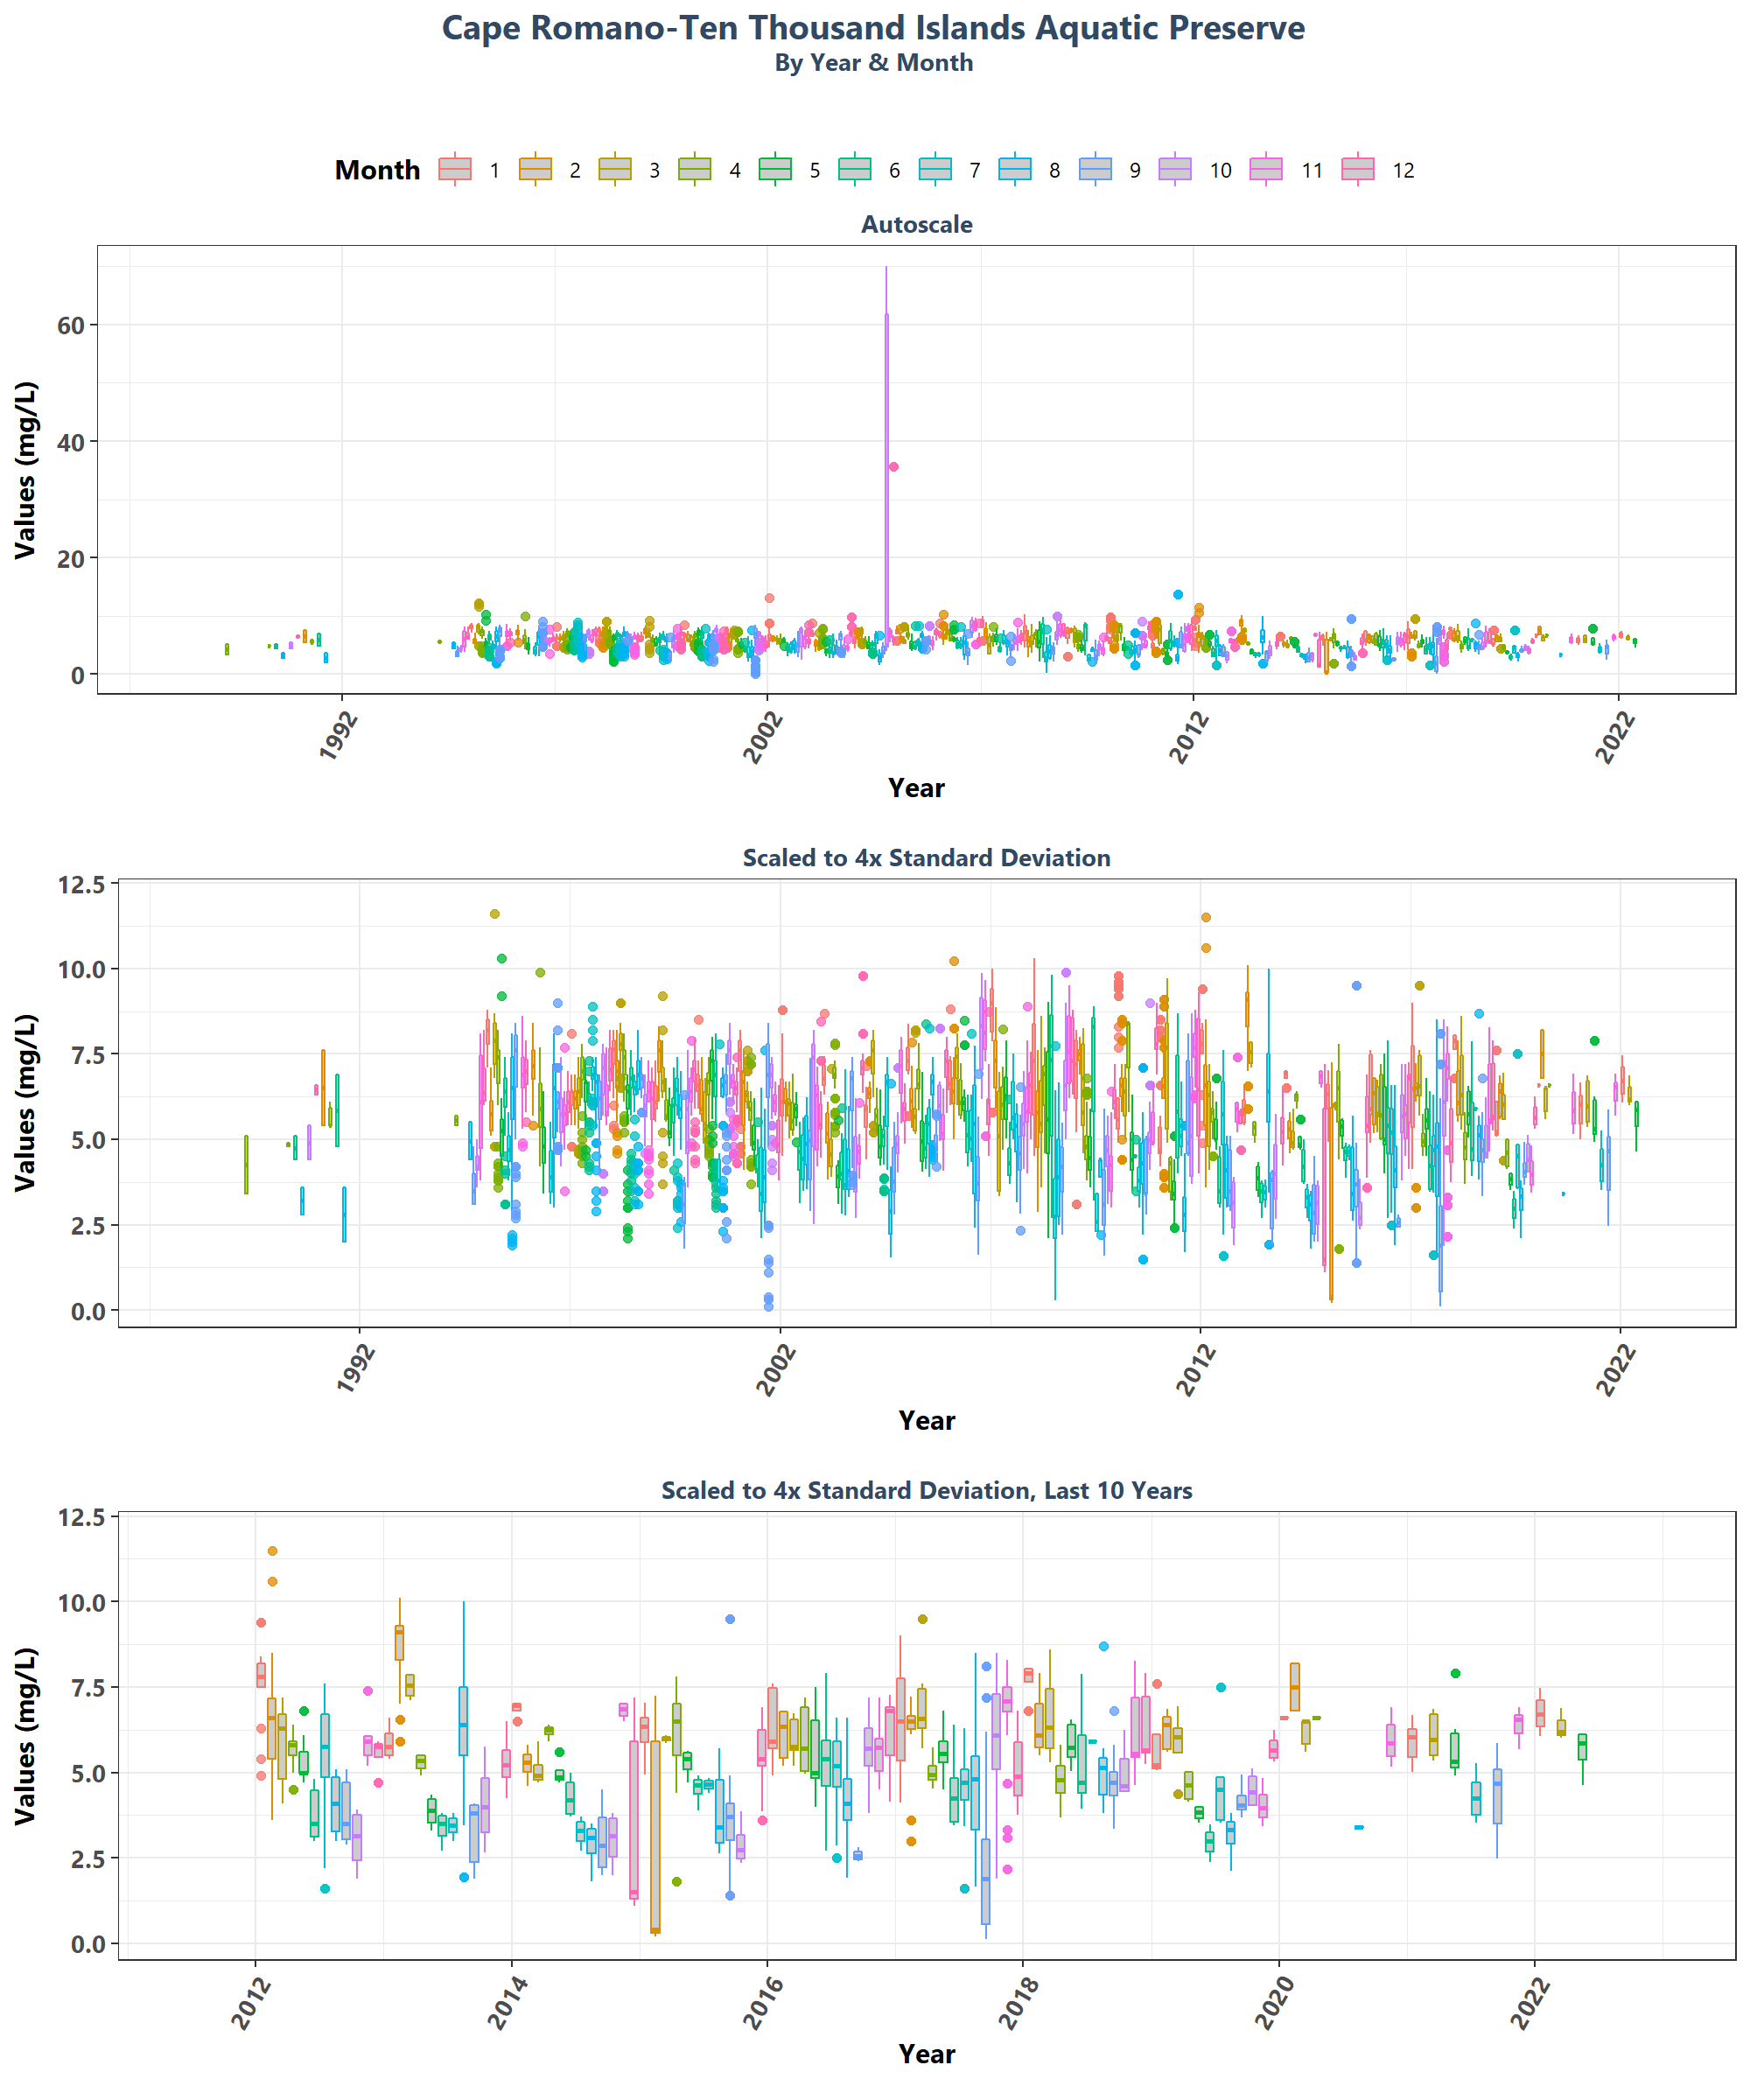 Cape Romano-Ten Thousand Islands Aquatic Preserve
By Year & Month
Month 1 2 3 4 5 6 7 8 9 10 11 12
Autoscale
Values (mg/L)
60
40
20
0
1992 2002 2012 2022
Year
Scaled to 4x Standard Deviation
Values (mg/L)
12.5
10.0
7.5
5.0
2.5
0.0
1992 2002 2012 2022
Year
Scaled to 4x Standard Deviation, Last 10 Years
Values (mg/L)
12.5
10.0
7.5
5.0
2.5
0.0
2012 2014 2016 2018 2020 2022
Year